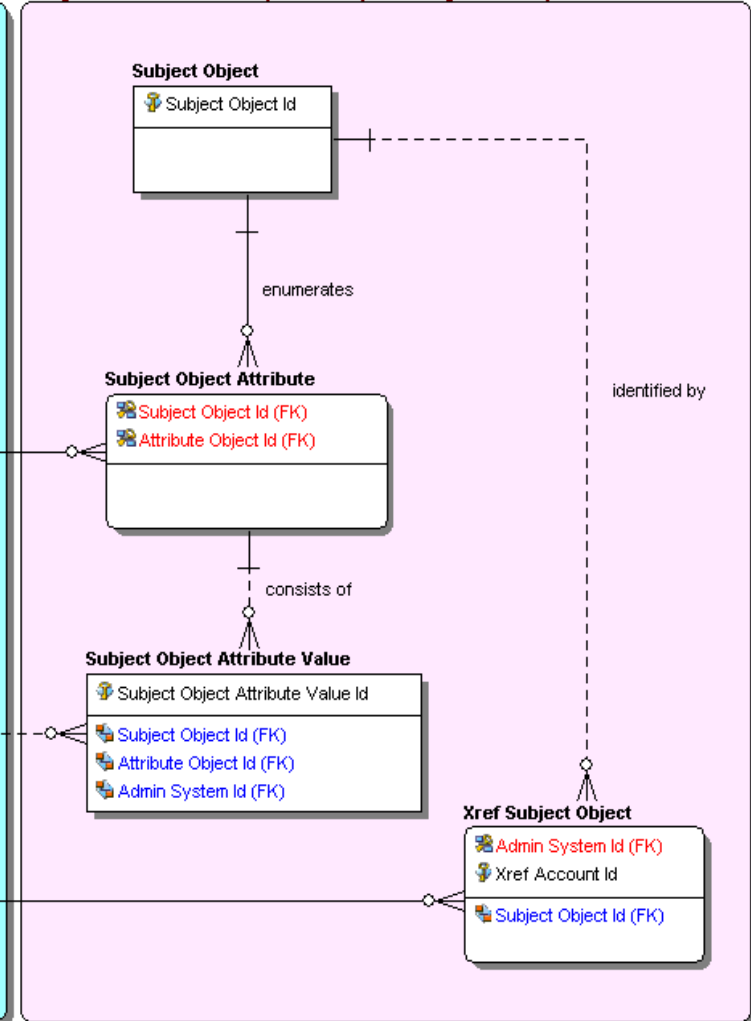 Subject Object
Subject Object Id
enumerates
Subject Object Attribute
Subject Object Id (FK)
identified by
Attribute Object Id (FK)
consists of
Subject Object Attribute Value
Subject Object Attribute Value Id
Subject Object Id (FK)
Attribute Object Id (FK)
Admin System Id (FK)
Xref Subject Object
Admin System Id (FK)
Xref Account Id
Subject Object Id (FK)